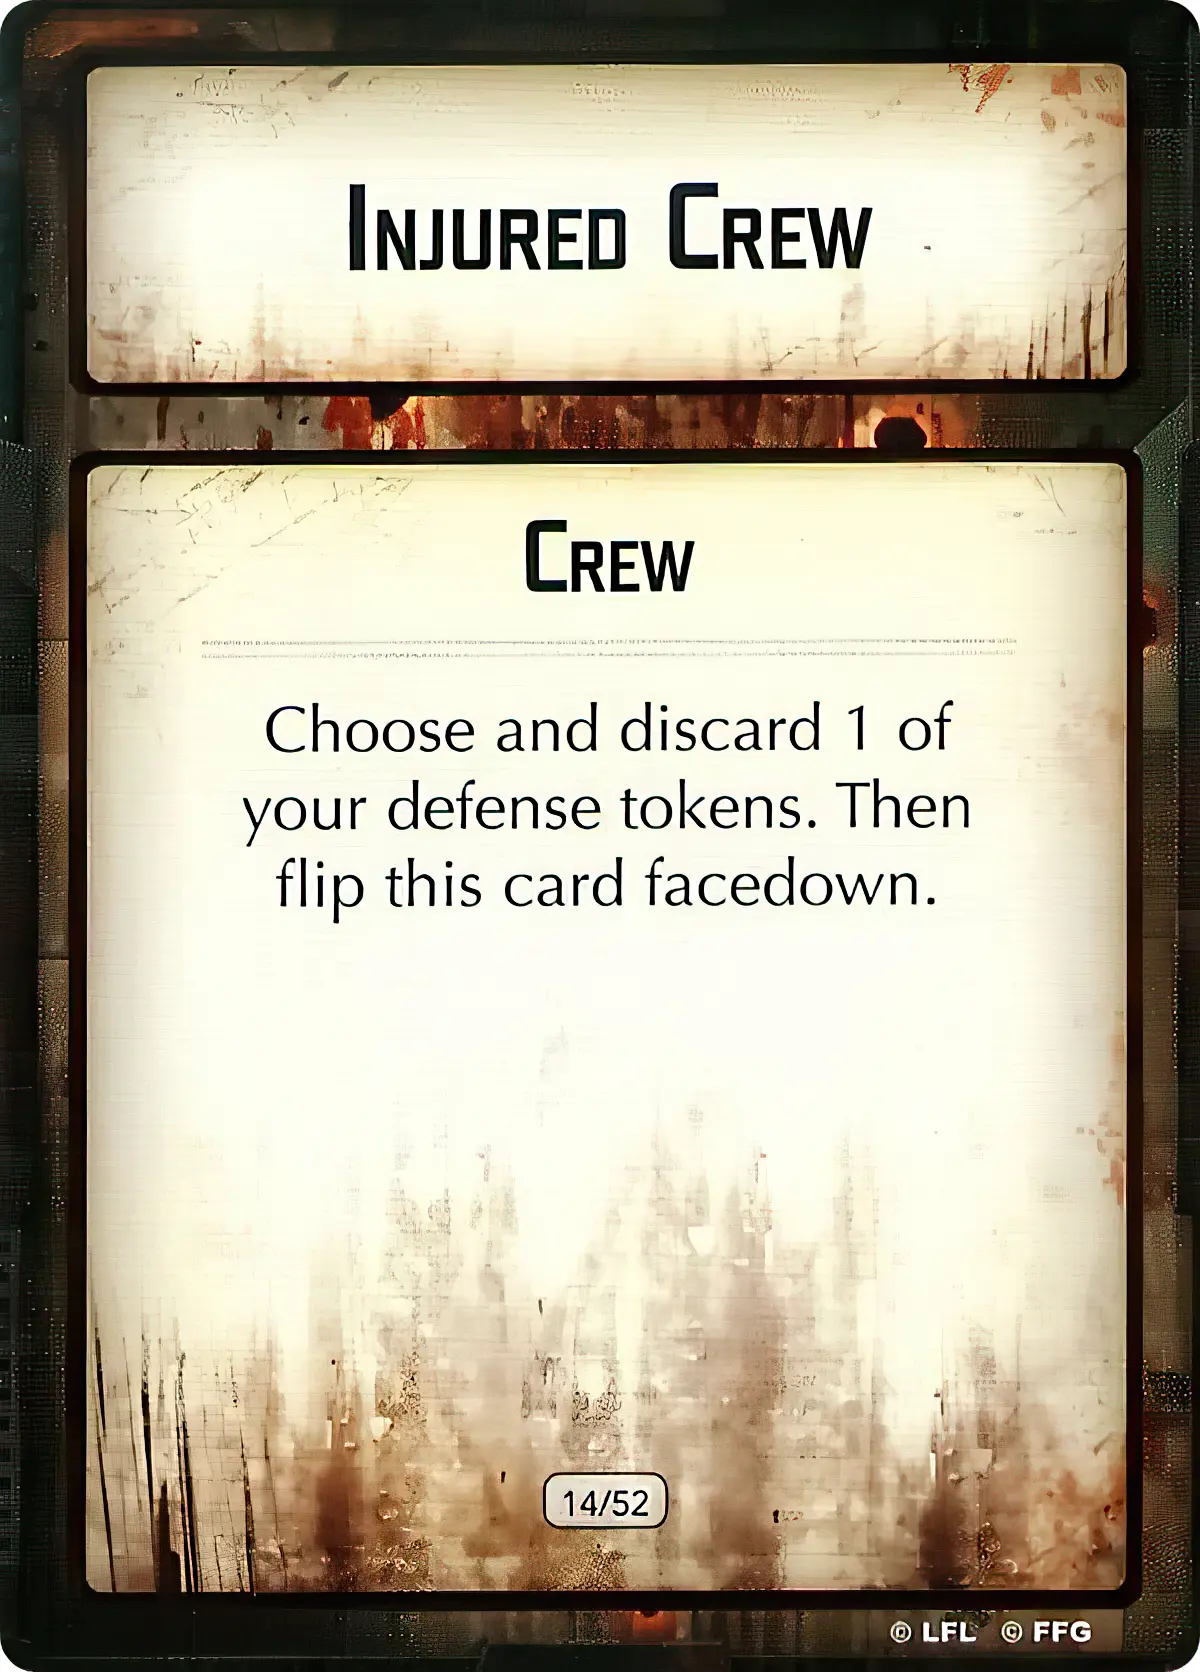 Injured Crew
Crew
Choose and discard 1 of
your defense tokens. Then
flip this card facedown.
14/52
© LFL © FFG